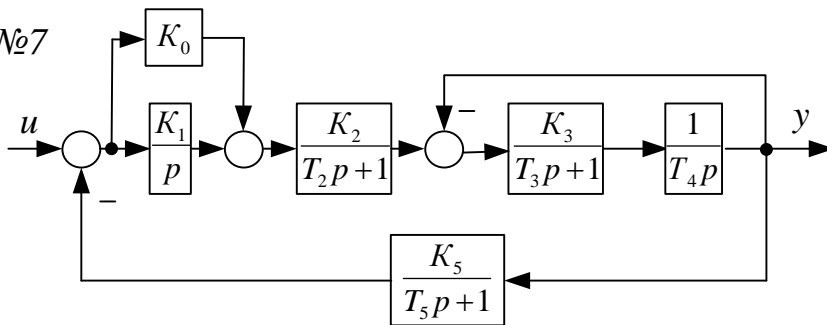 №7
K₀
u
K₁
p
K₂
T₂p+1
−
K₃
T₃p+1
1
T₄p
y
−
K₅
T₅p+1